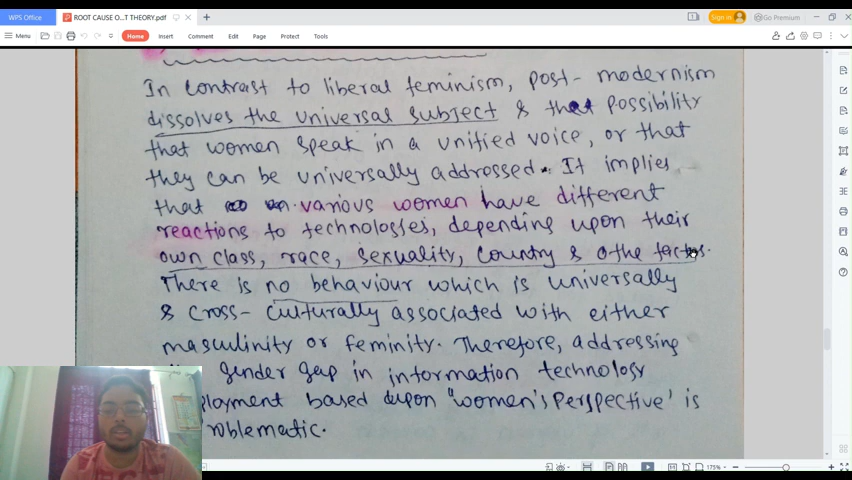 WPS Office
ROOT CAUSE O...T THEORY.pdf
Sign in
Go Premium
Menu
Home
Insert
Comment
Edit
Page
Protect
Tools
In contrast to liberal feminism, post-modernism
dissolves the universal subject & that possibility
that women speak in a unified voice, or that
they can be universally addressed. It implies
that various women have different
reactions to technologies, depending upon their
own class, race, sexuality, country & othe factors.
There is no behaviour which is universally
& cross-culturally associated with either
masculinity or feminity. Therefore, addressing
gender gap in information technology
ployment based upon "women's perspective' is
roblematic.
175%